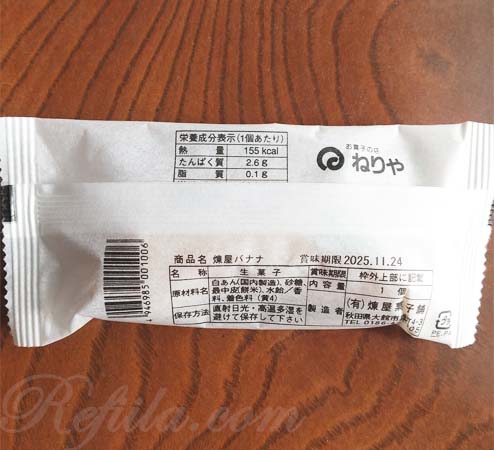 栄養成分表示(1個あたり)
熱 量 155 kcal
たんぱく質 2.6 g
脂 質 0.1 g
お菓子の店
ねりや
商品名 煉屋バナナ 賞味期限 2025.11.24
名 称 生菓子 賞味期限 枠外上部に記載
原材料名 白あん(国内製造)、砂糖、最中皮(餅米)、水飴/香料、着色料(黄4)
内容量 1個
保存方法 直射日光・高温多湿を避けて保存して下さい
製造者 (有)煉屋菓子舗
秋田県大館市
TEL 0186
4946985001006
Refiila.com